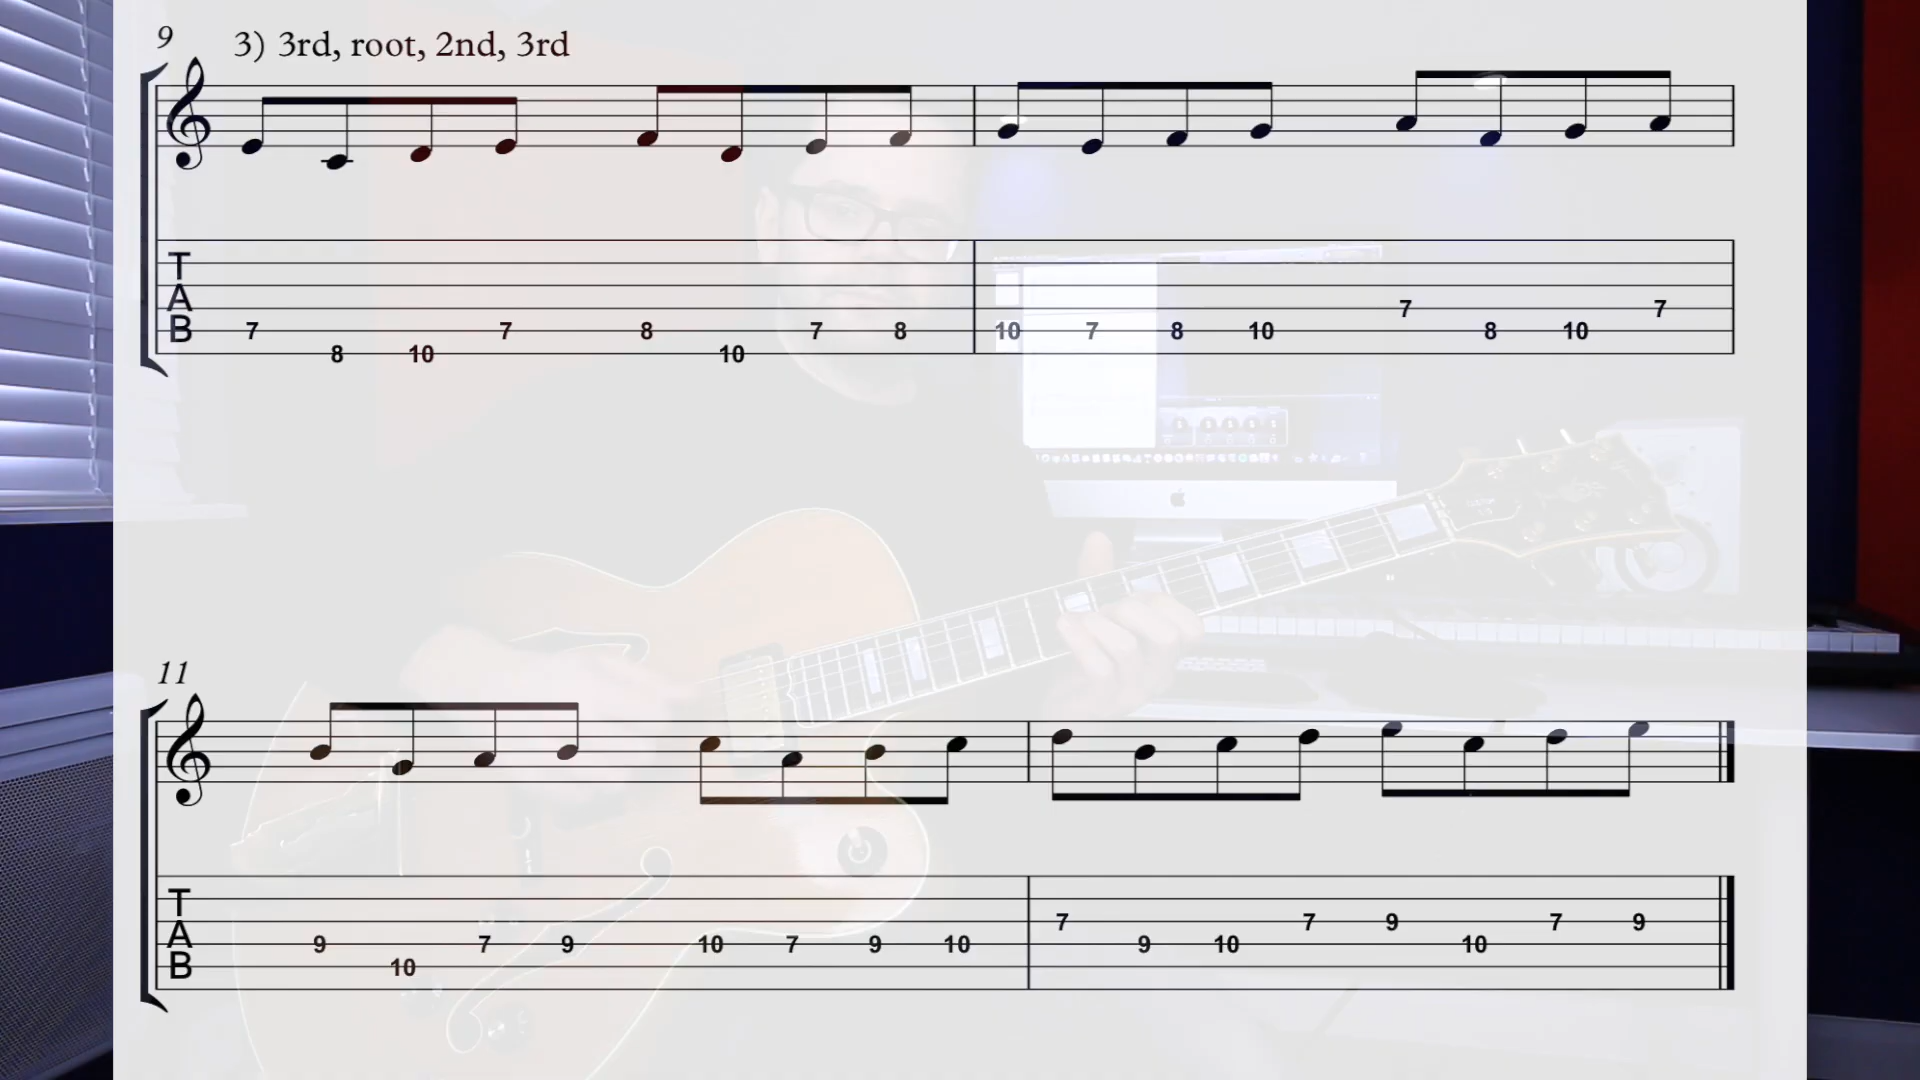 9
3) 3rd, root, 2nd, 3rd
T
A
B
7 8 10 7 8 10 7 8 10 7 8 10 7 8 10 7
11
T
A
B
9 10 7 9 10 7 9 10 7 9 10 7 9 10 7 9